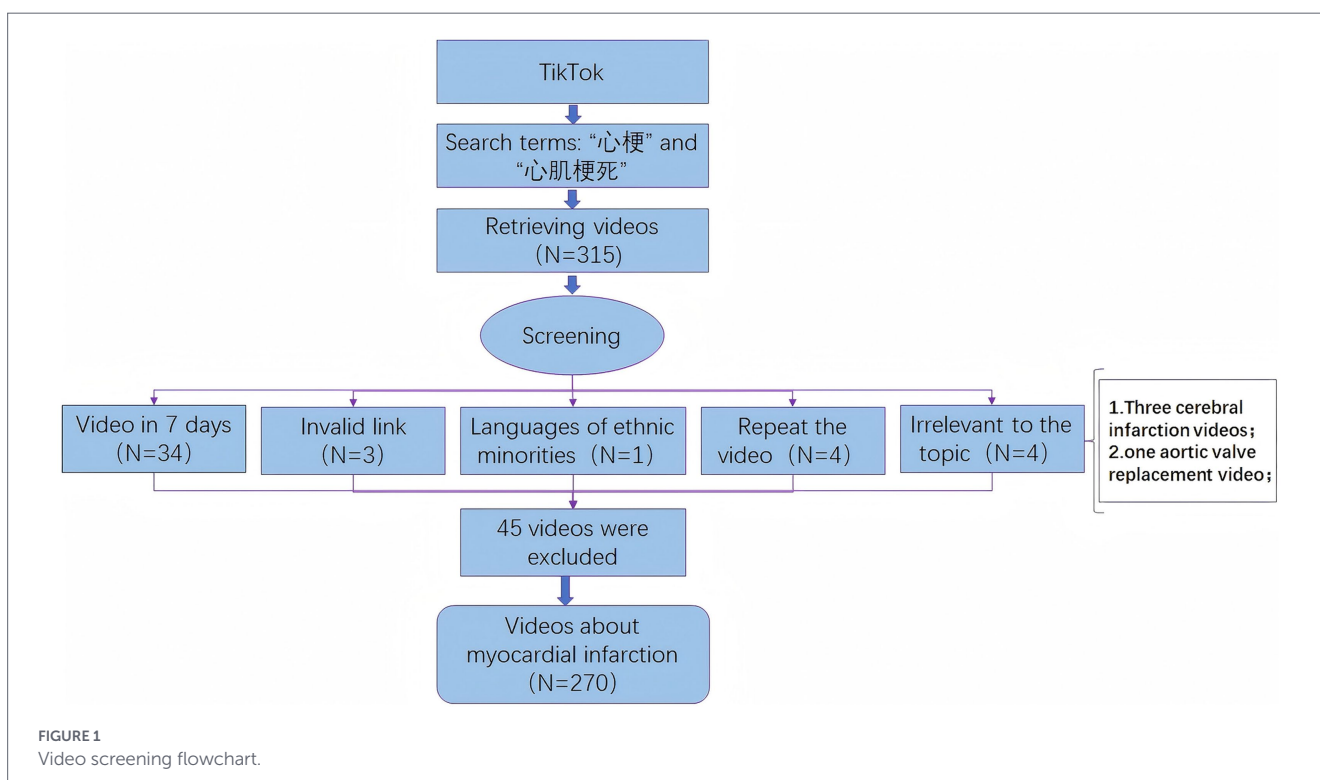 TikTok
Search terms: “心梗” and
“心肌梗死”
Retrieving videos
（N=315）
Screening
Video in 7 days
（N=34）
Invalid link
（N=3）
Languages of ethnic
minorities（N=1）
Repeat the
video（N=4）
Irrelevant to the
topic（N=4）
1.Three cerebral
infarction videos；
2.one aortic valve
replacement video；
45 videos were
excluded
Videos about
myocardial infarction
（N=270）
FIGURE 1
Video screening flowchart.